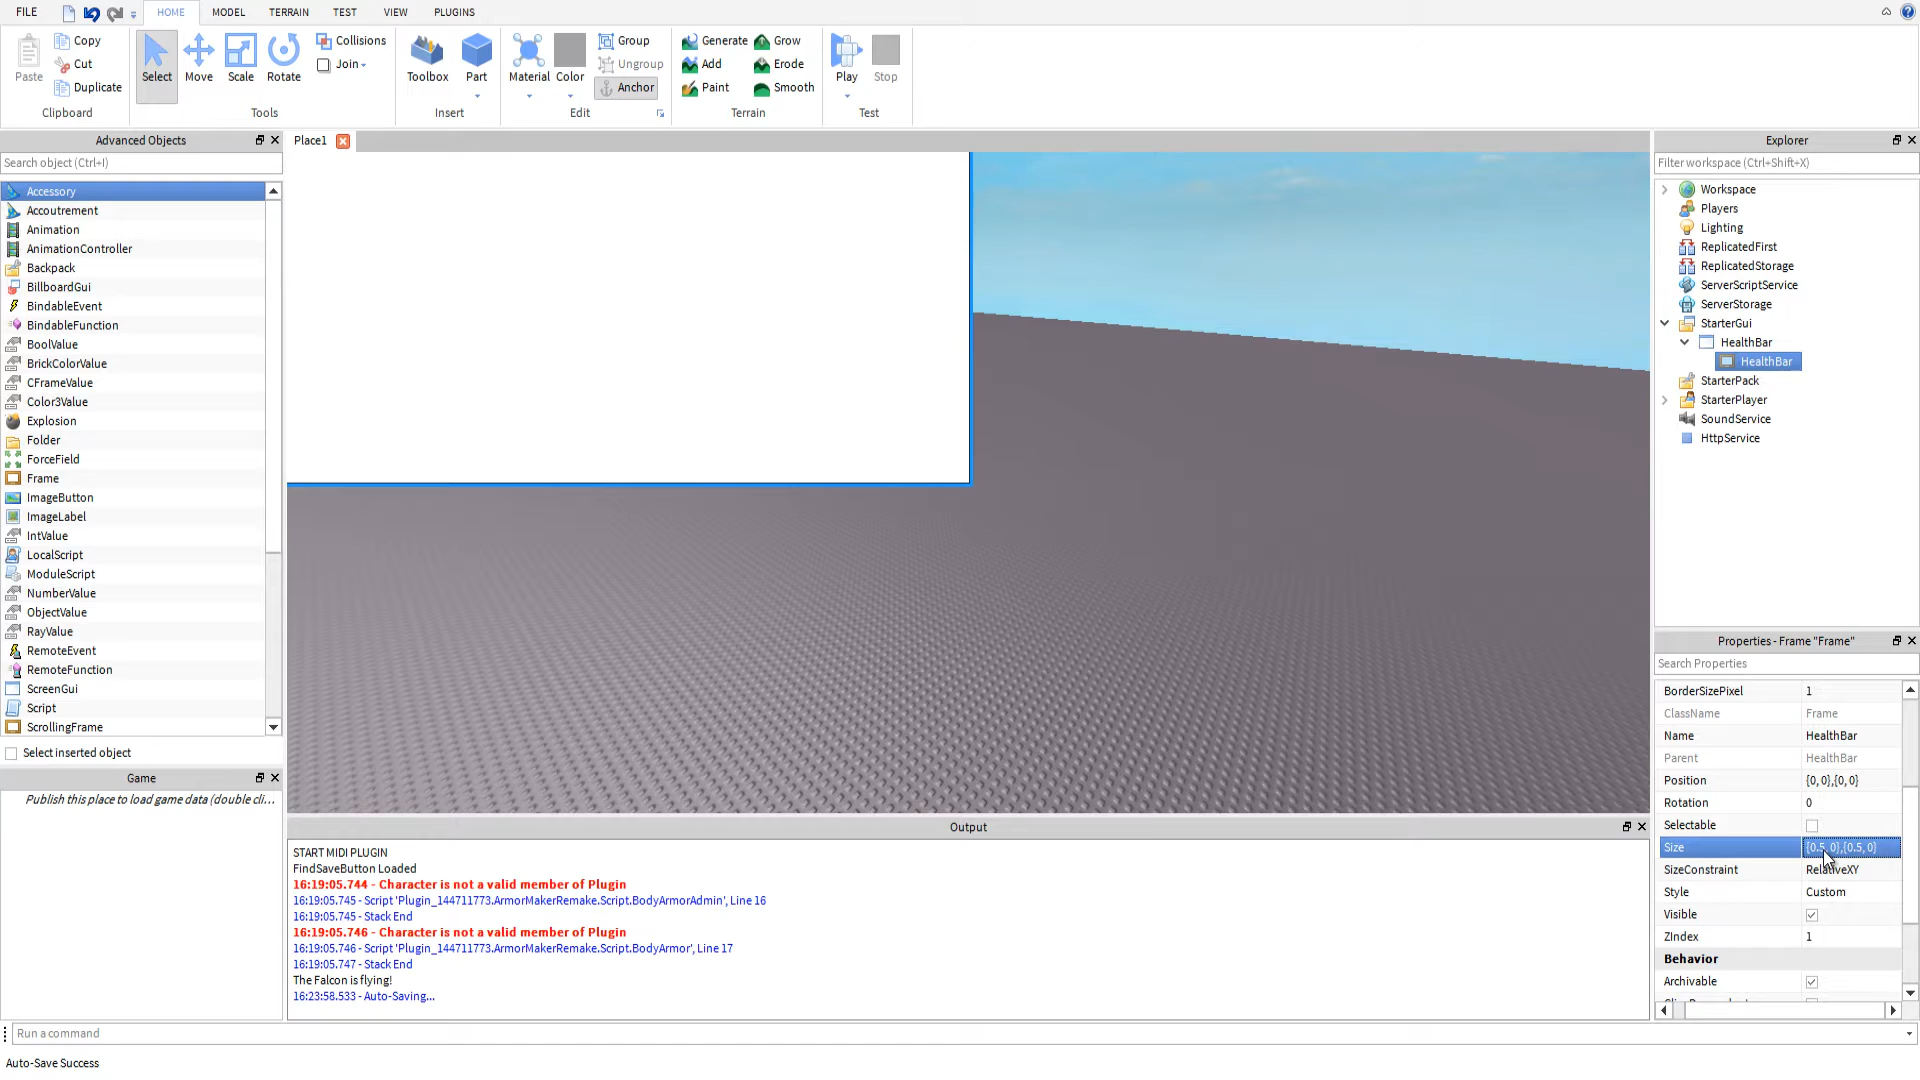 FILE
HOME
MODEL
TERRAIN
TEST
VIEW
PLUGINS
Paste
Copy
Cut
Duplicate
Clipboard
Select
Move
Scale
Rotate
Collisions
Join
Tools
Toolbox
Part
Insert
Material
Color
Group
Ungroup
Anchor
Edit
Generate
Grow
Add
Erode
Paint
Smooth
Terrain
Play
Stop
Test
Advanced Objects
Search object (Ctrl+I)
Accessory
Accoutrement
Animation
AnimationController
Backpack
BillboardGui
BindableEvent
BindableFunction
BoolValue
BrickColorValue
CFrameValue
Color3Value
Explosion
Folder
ForceField
Frame
ImageButton
ImageLabel
IntValue
LocalScript
ModuleScript
NumberValue
ObjectValue
RayValue
RemoteEvent
RemoteFunction
ScreenGui
Script
ScrollingFrame
Select inserted object
Game
Publish this place to load game data (double cli...
Place1
Output
START MIDI PLUGIN
FindSaveButton Loaded
16:19:05.744 - Character is not a valid member of Plugin
16:19:05.745 - Script 'Plugin_144711773.ArmorMakerRemake.Script.BodyArmorAdmin', Line 16
16:19:05.745 - Stack End
16:19:05.746 - Character is not a valid member of Plugin
16:19:05.746 - Script 'Plugin_144711773.ArmorMakerRemake.Script.BodyArmor', Line 17
16:19:05.747 - Stack End
The Falcon is flying!
16:23:58.533 - Auto-Saving...
Explorer
Filter workspace (Ctrl+Shift+X)
Workspace
Players
Lighting
ReplicatedFirst
ReplicatedStorage
ServerScriptService
ServerStorage
StarterGui
HealthBar
HealthBar
StarterPack
StarterPlayer
SoundService
HttpService
Properties - Frame "Frame"
Search Properties
BorderSizePixel 1
ClassName Frame
Name HealthBar
Parent HealthBar
Position {0, 0},{0, 0}
Rotation 0
Selectable
Size {0.5, 0},{0.5, 0}
SizeConstraint RelativeXY
Style Custom
Visible
ZIndex 1
Behavior
Archivable
Run a command
Auto-Save Success